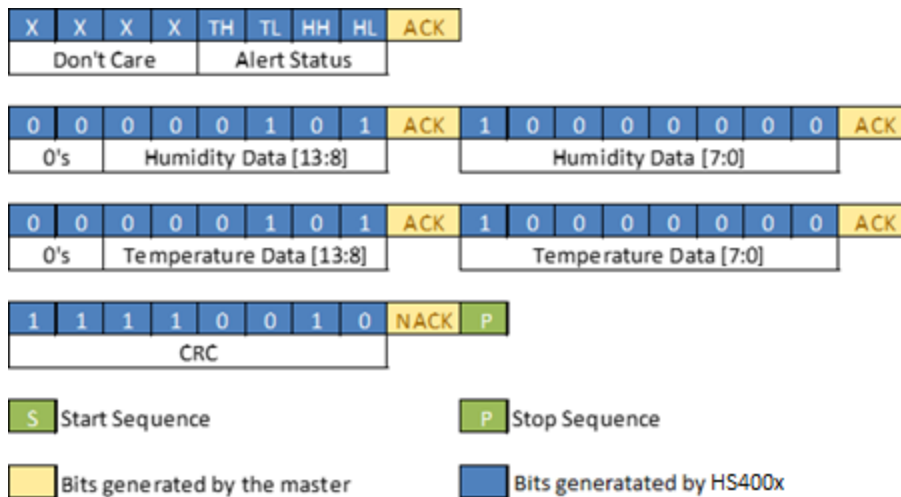 X X X X TH TL HH HL ACK
Don't Care Alert Status
0 0 0 0 0 1 0 1 ACK 1 0 0 0 0 0 0 0 ACK
0's Humidity Data [13:8] Humidity Data [7:0]
0 0 0 0 0 1 0 1 ACK 1 0 0 0 0 0 0 0 ACK
0's Temperature Data [13:8] Temperature Data [7:0]
1 1 1 1 0 0 1 0 NACK P
CRC
S Start Sequence P Stop Sequence
Bits generated by the master Bits generatated by HS400x